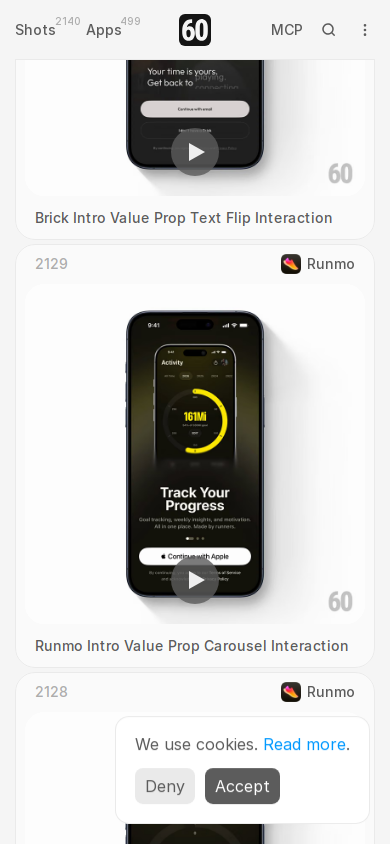 Shots 2140 Apps 499 60 MCP
Your time is yours.
Get back to playing.
Continue with email
60
Brick Intro Value Prop Text Flip Interaction
2129 Runmo
9:41
Activity
161Mi
Track Your
Progress
Goal tracking, weekly insights, and motivation.
All in one place. Made by runners.
Continue with Apple
60
Runmo Intro Value Prop Carousel Interaction
2128 Runmo
We use cookies. Read more.
Deny Accept